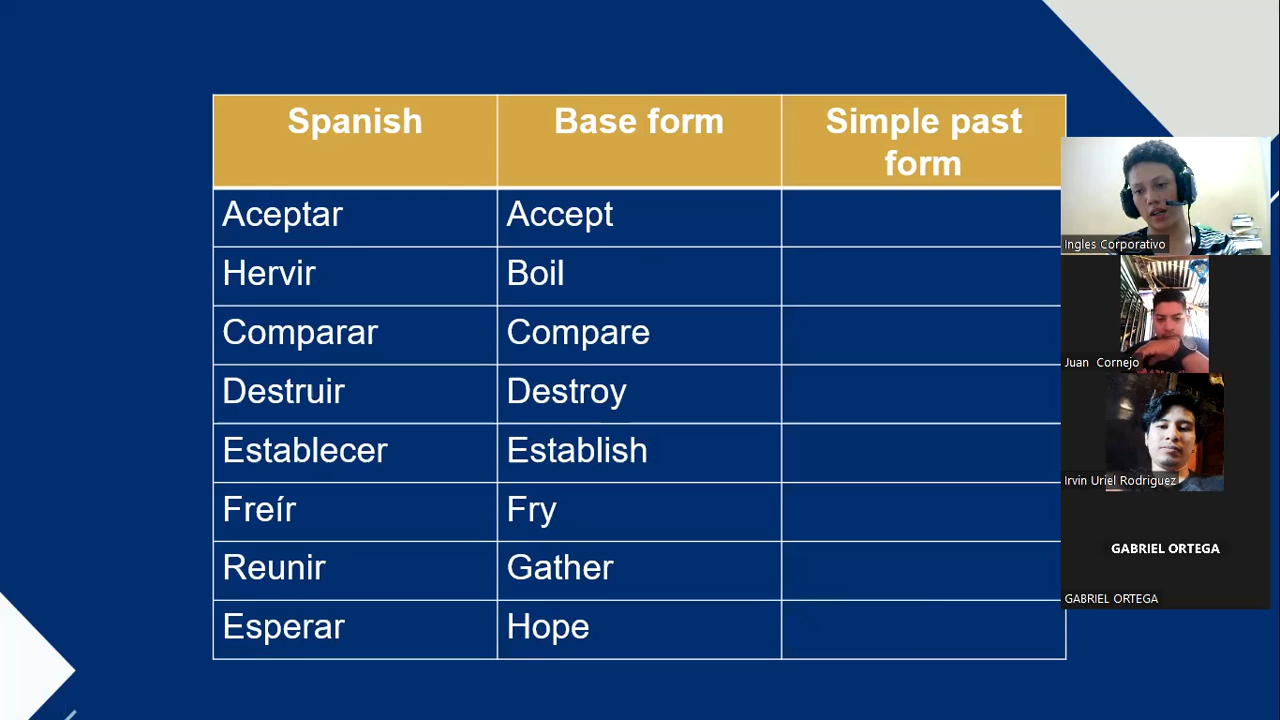 Spanish
Base form
Simple past
form
Aceptar
Accept
Hervir
Boil
Comparar
Compare
Destruir
Destroy
Establecer
Establish
Freír
Fry
Reunir
Gather
Esperar
Hope
Ingles Corporativo
Juan Cornejo
Irvin Uriel Rodriguez
GABRIEL ORTEGA
GABRIEL ORTEGA